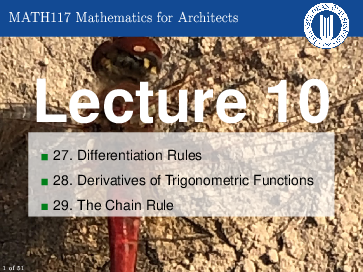 MATH117 Mathematics for Architects
Lecture 10
27. Differentiation Rules
28. Derivatives of Trigonometric Functions
29. The Chain Rule
1 of 51